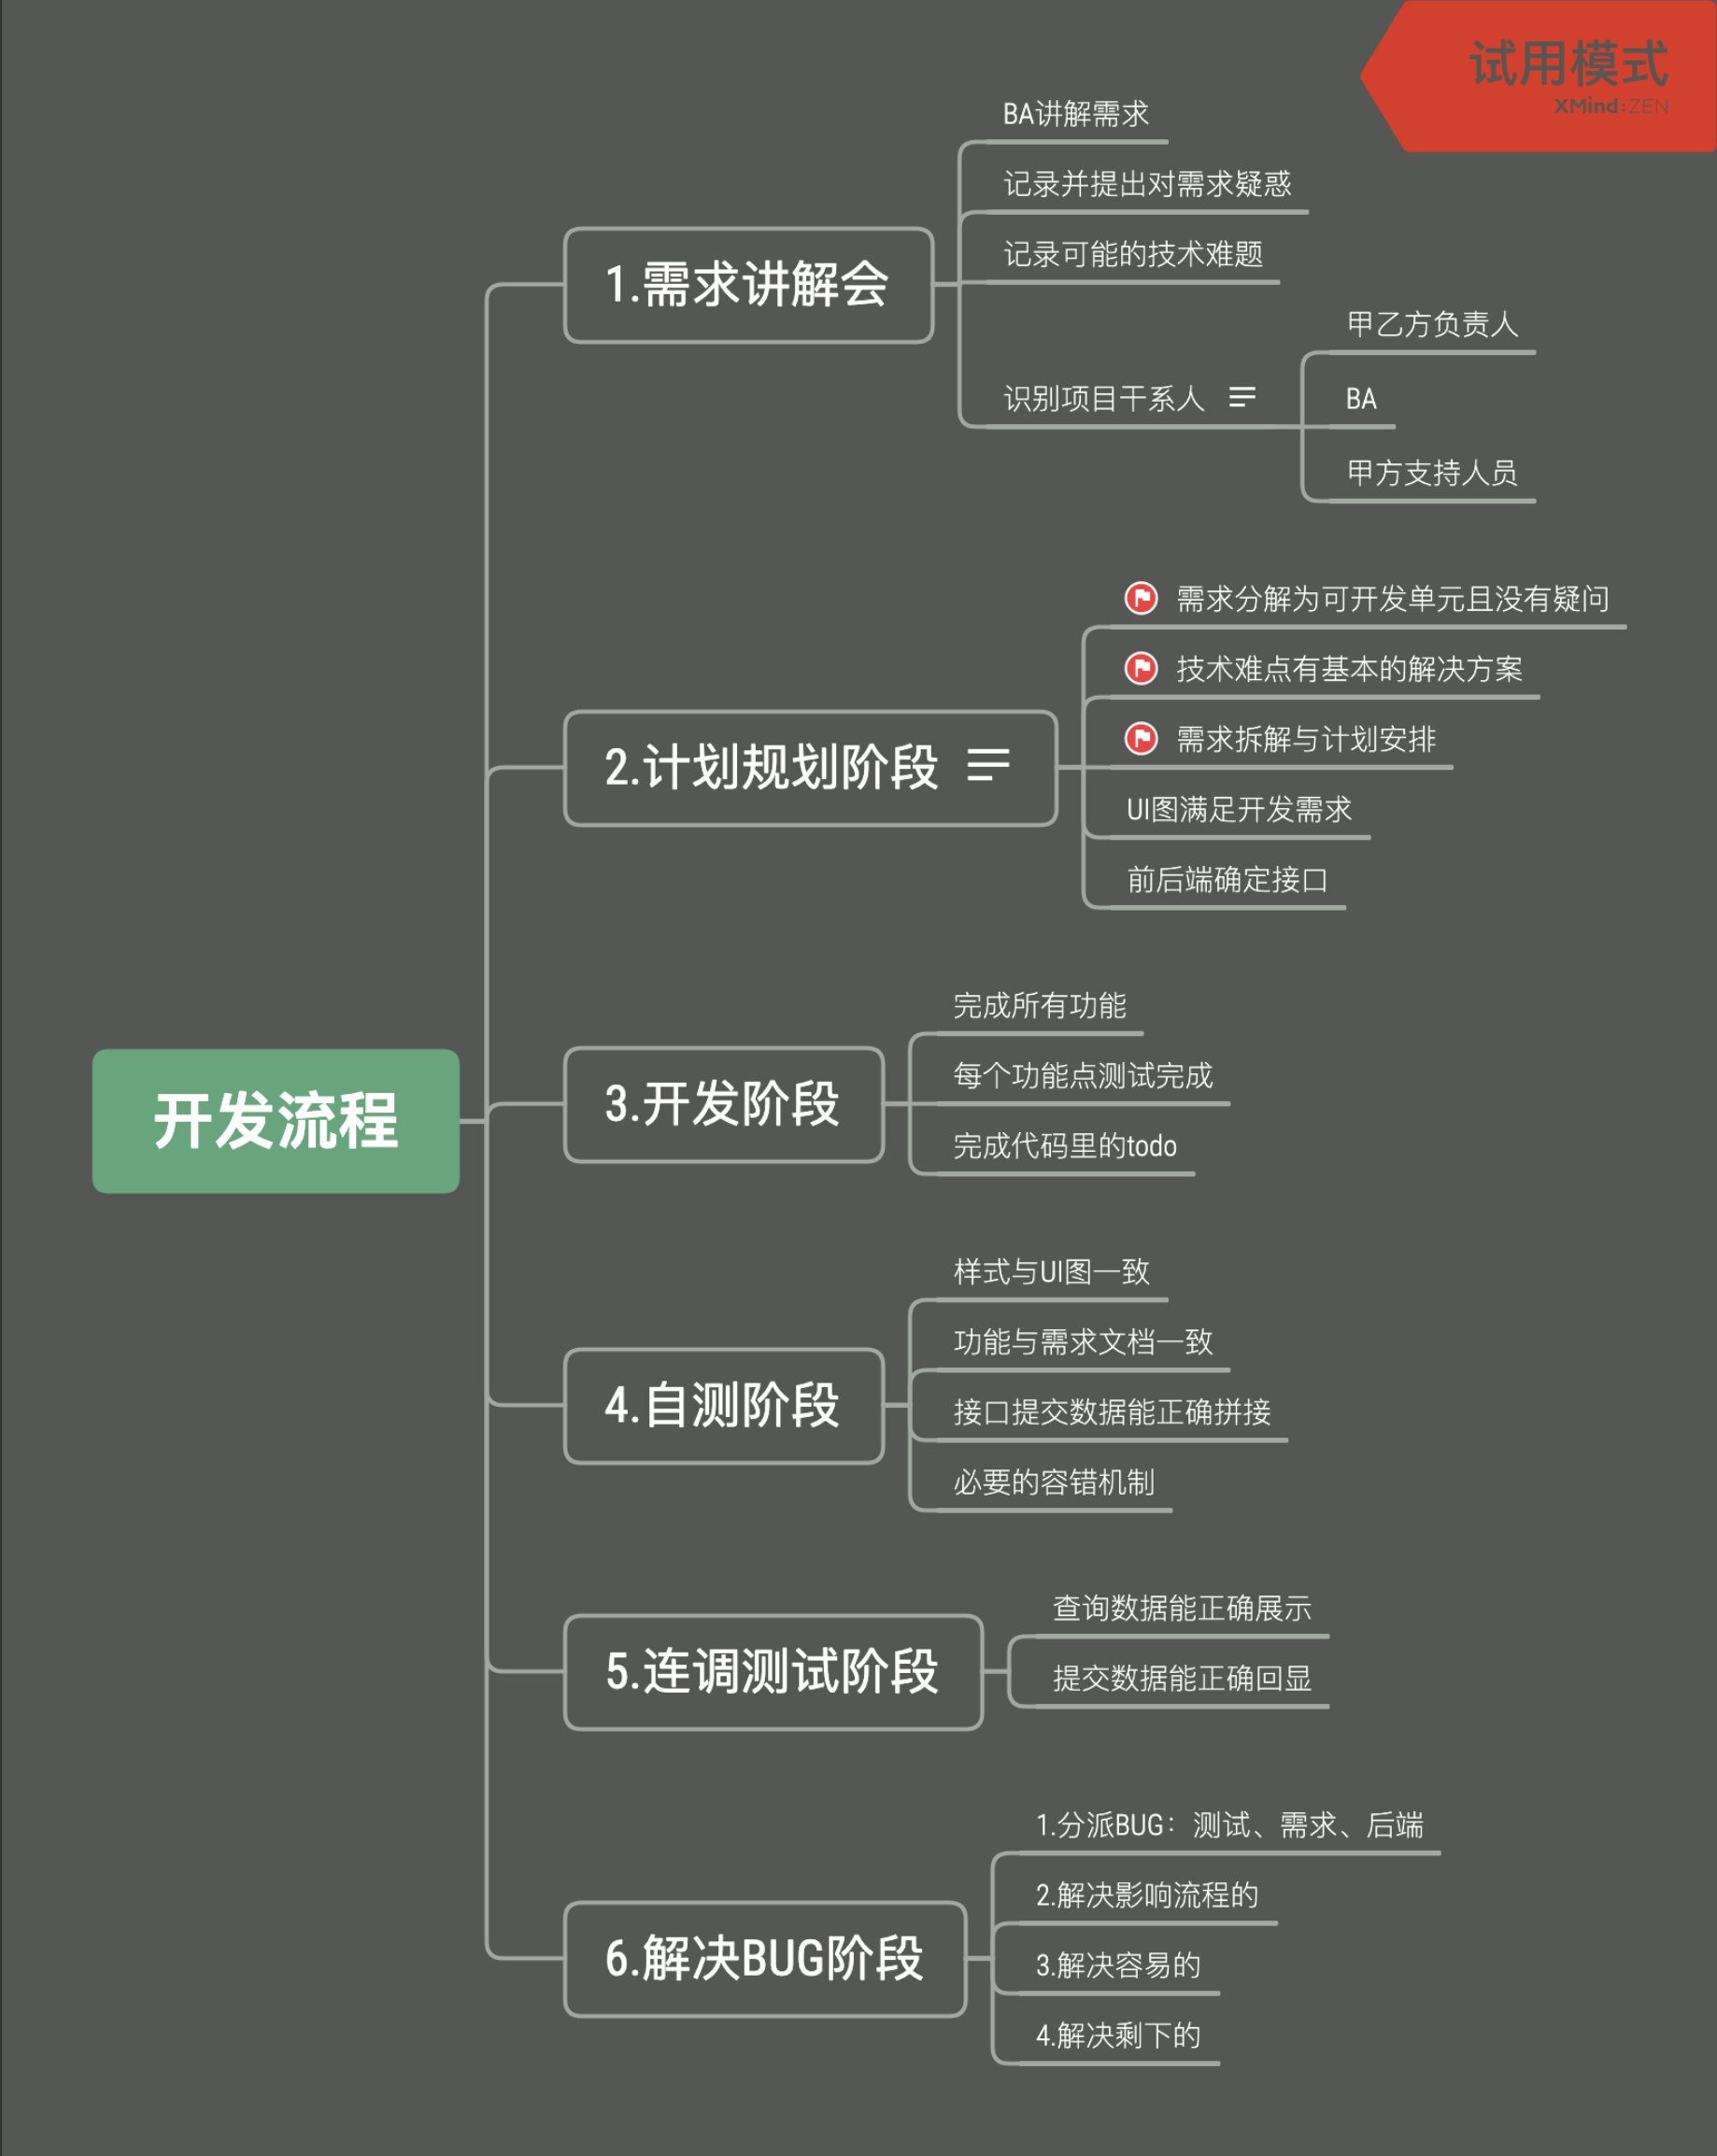 试用模式
XMind:ZEN
开发流程
1.需求讲解会
BA讲解需求
记录并提出对需求疑惑
记录可能的技术难题
识别项目干系人
甲乙方负责人
BA
甲方支持人员
2.计划规划阶段
需求分解为可开发单元且没有疑问
技术难点有基本的解决方案
需求拆解与计划安排
UI图满足开发需求
前后端确定接口
3.开发阶段
完成所有功能
每个功能点测试完成
完成代码里的todo
4.自测阶段
样式与UI图一致
功能与需求文档一致
接口提交数据能正确拼接
必要的容错机制
5.连调测试阶段
查询数据能正确展示
提交数据能正确回显
6.解决BUG阶段
1.分派BUG：测试、需求、后端
2.解决影响流程的
3.解决容易的
4.解决剩下的